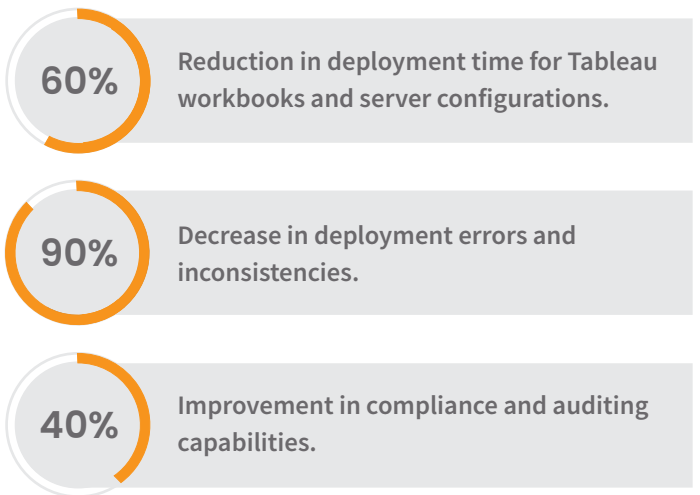 60%
Reduction in deployment time for Tableau
workbooks and server configurations.
90%
Decrease in deployment errors and
inconsistencies.
40%
Improvement in compliance and auditing
capabilities.